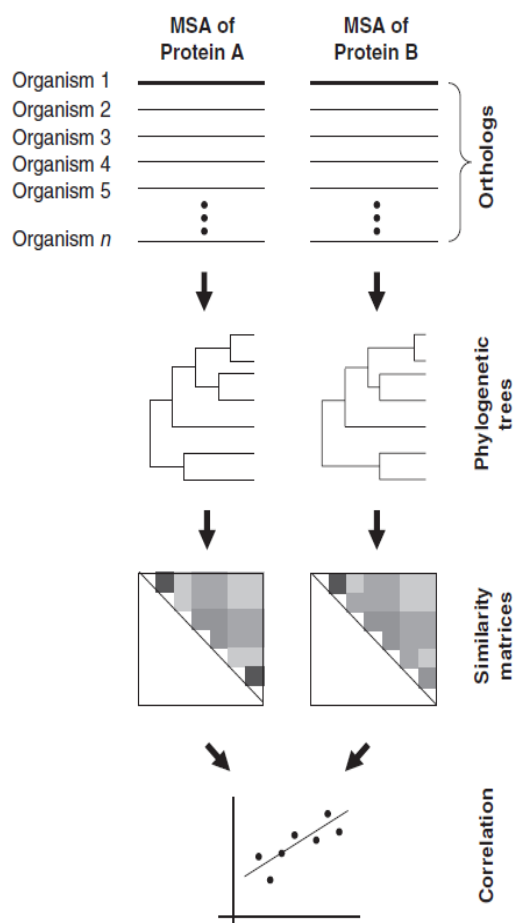 MSA of
Protein A
MSA of
Protein B
Organism 1
Organism 2
Organism 3
Organism 4
Organism 5
Organism n
Orthologs
Phylogenetic
trees
Similarity
matrices
Correlation